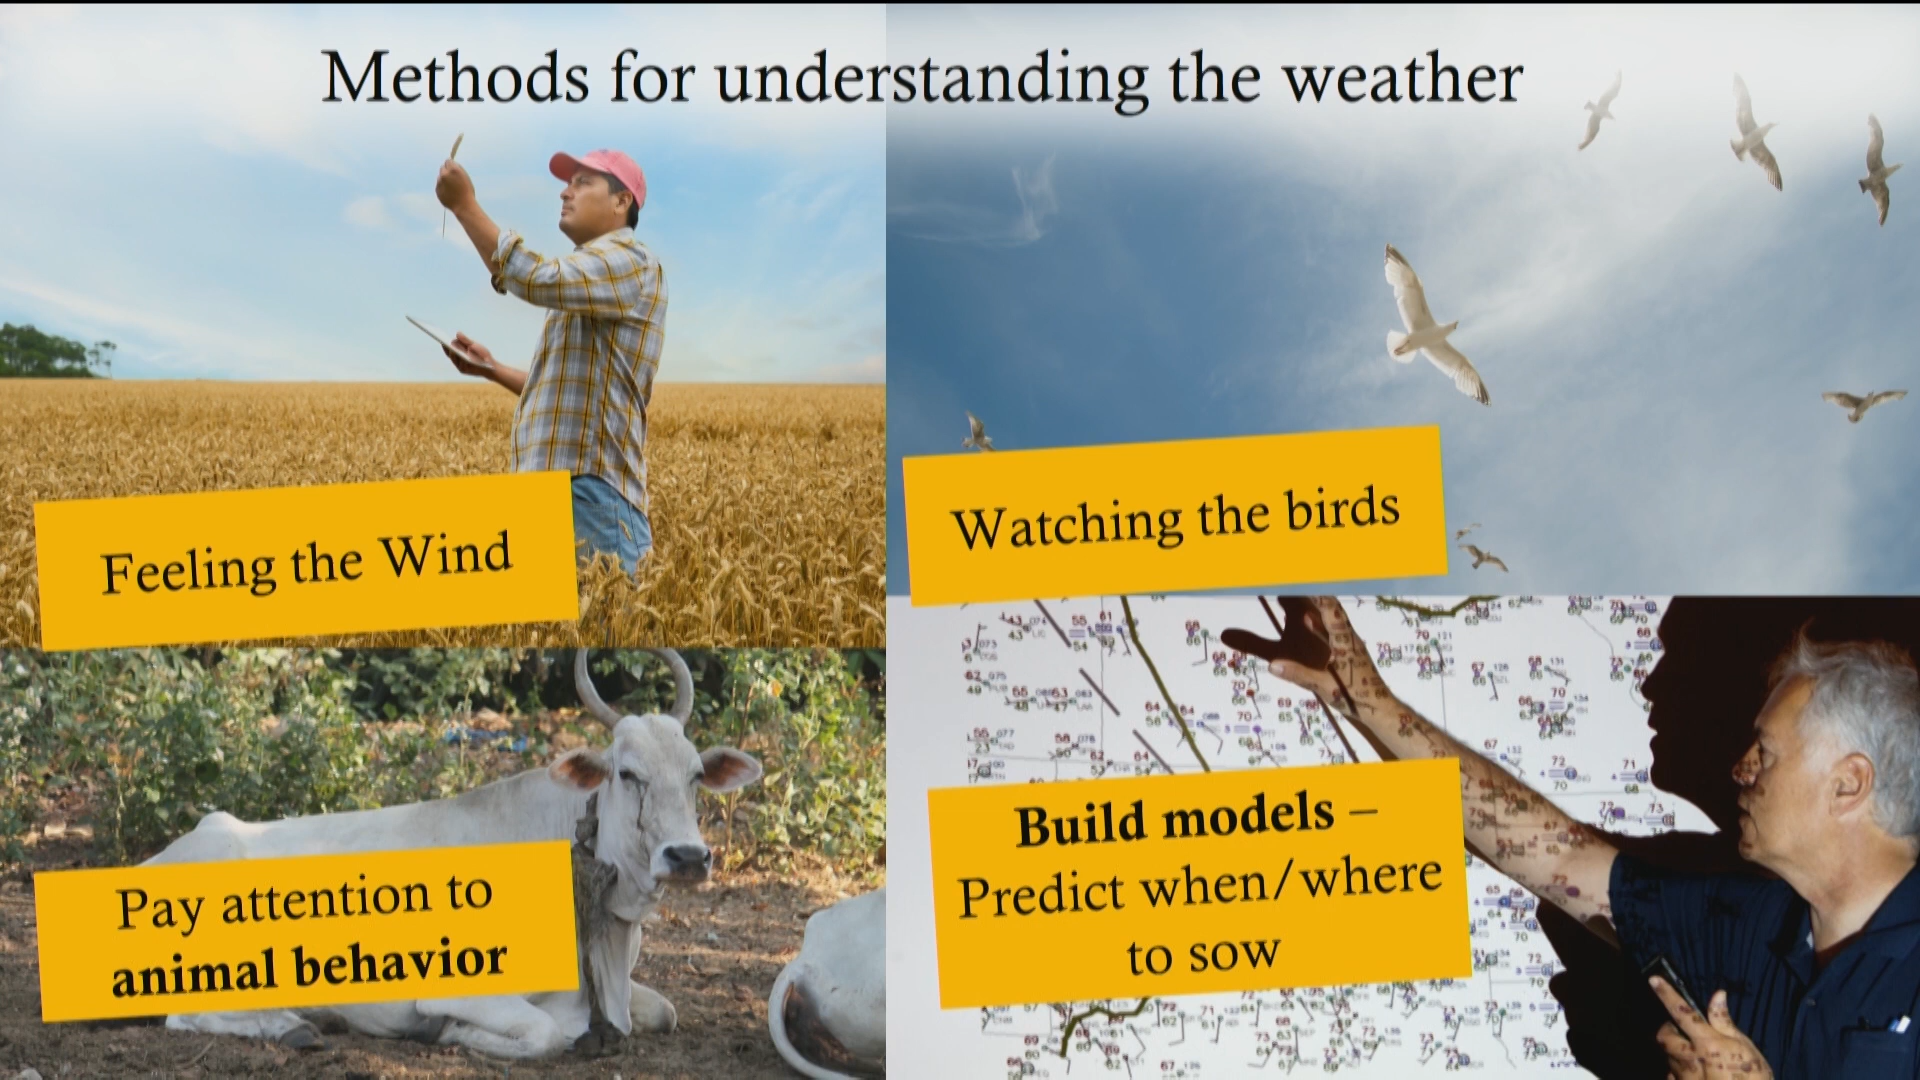 Methods for understanding the weather
Feeling the Wind
Watching the birds
Pay attention to
animal behavior
Build models –
Predict when/where
to sow